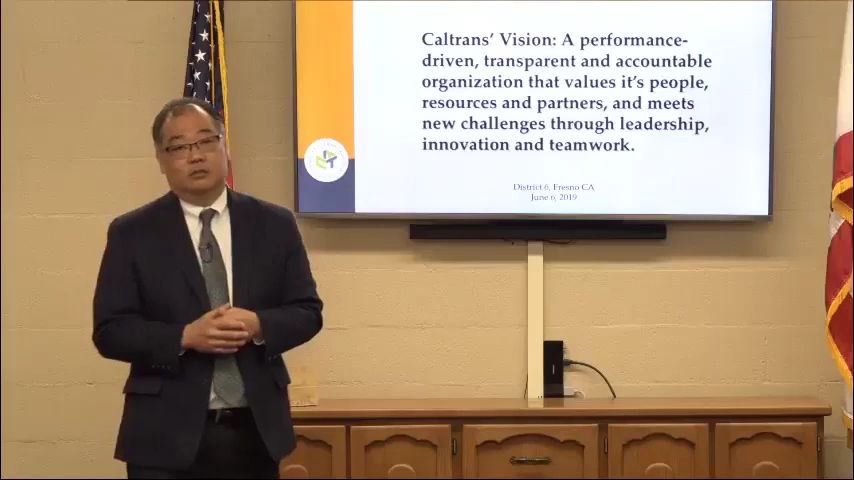 Caltrans' Vision: A performance-
driven, transparent and accountable
organization that values it's people,
resources and partners, and meets
new challenges through leadership,
innovation and teamwork.
District 6, Fresno CA
June 6, 2019